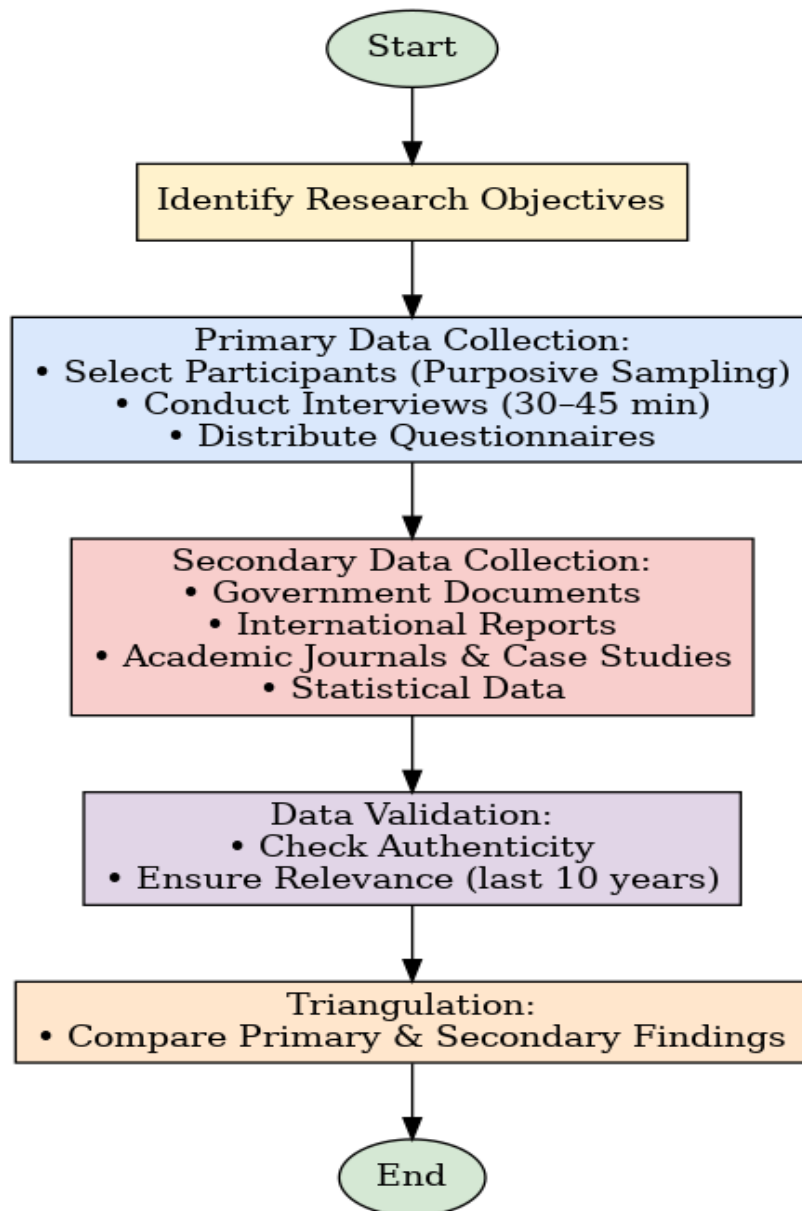 Start
Identify Research Objectives
Primary Data Collection:
• Select Participants (Purposive Sampling)
• Conduct Interviews (30–45 min)
• Distribute Questionnaires
Secondary Data Collection:
• Government Documents
• International Reports
• Academic Journals & Case Studies
• Statistical Data
Data Validation:
• Check Authenticity
• Ensure Relevance (last 10 years)
Triangulation:
• Compare Primary & Secondary Findings
End